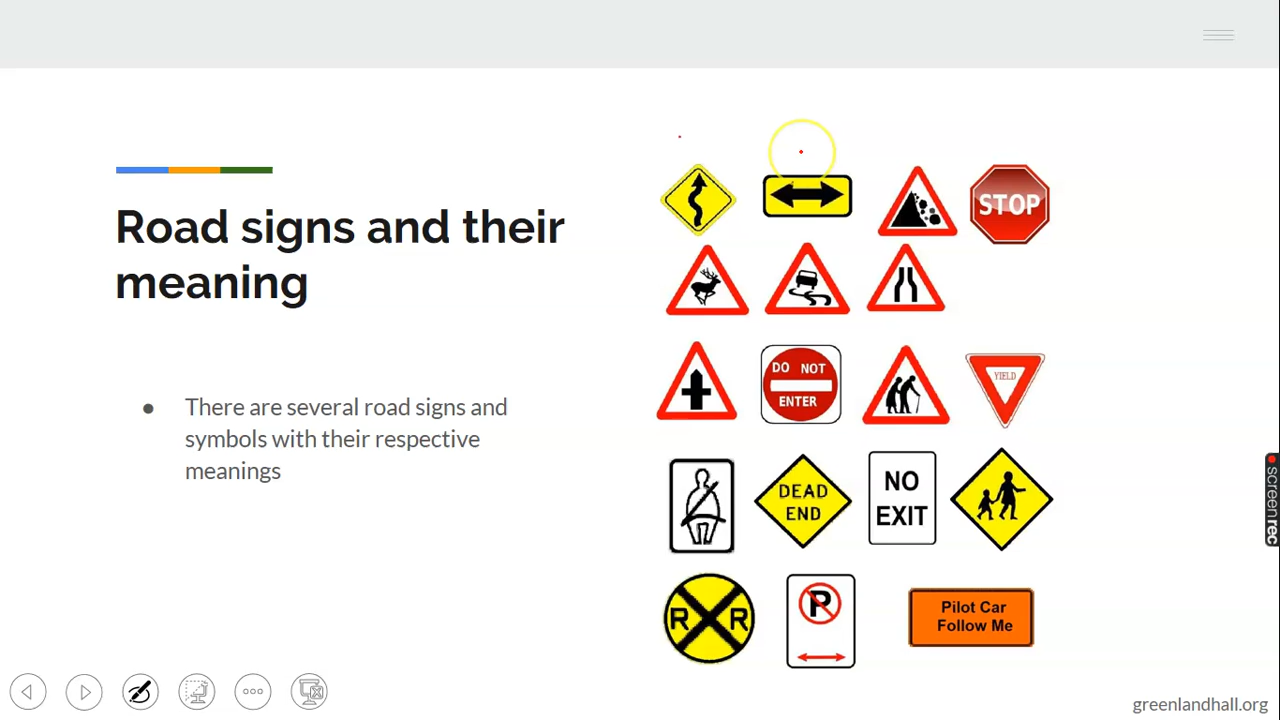 Road signs and their
meaning
● There are several road signs and
symbols with their respective
meanings
STOP
DO NOT
ENTER
YIELD
DEAD
END
NO
EXIT
R R
P
Pilot Car
Follow Me
screenrec
greenlandhall.org